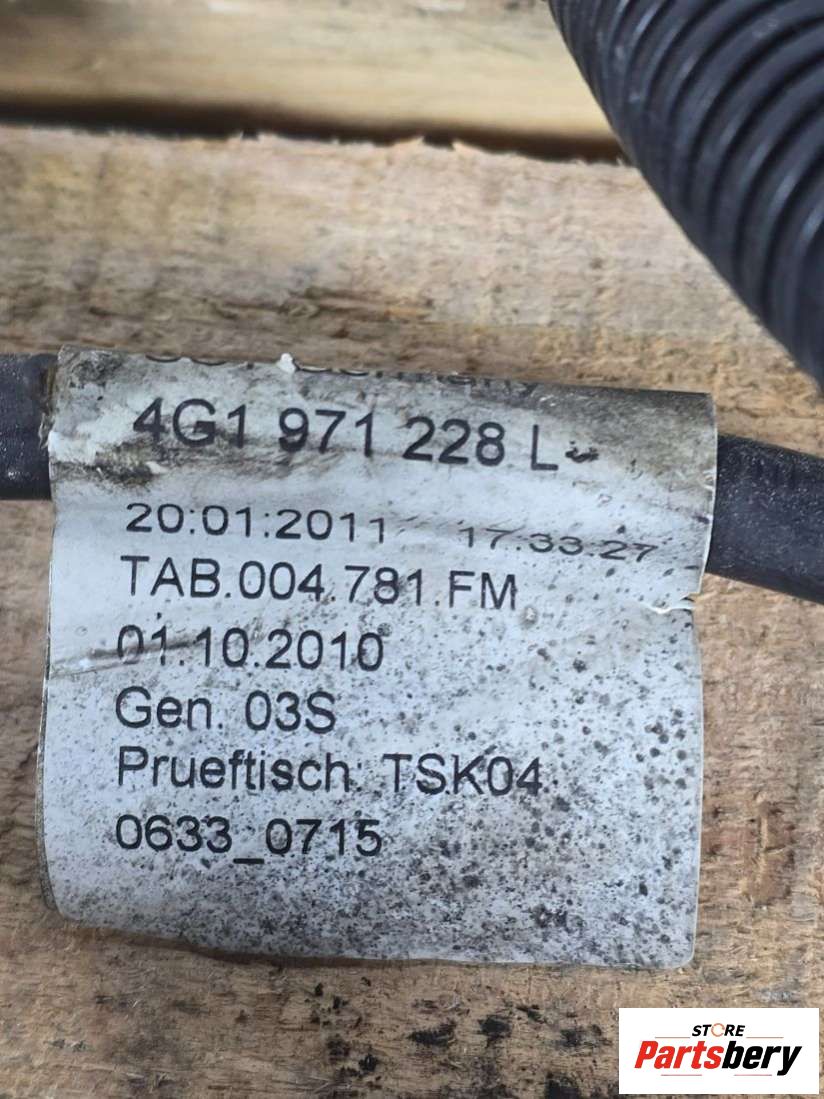 Germany
4G1 971 228 L
20:01:2011 17:33:27
TAB.004.781.FM
01.10.2010
Gen. 03S
Prueftisch: TSK04
0633_0715
STORE
Partsbery